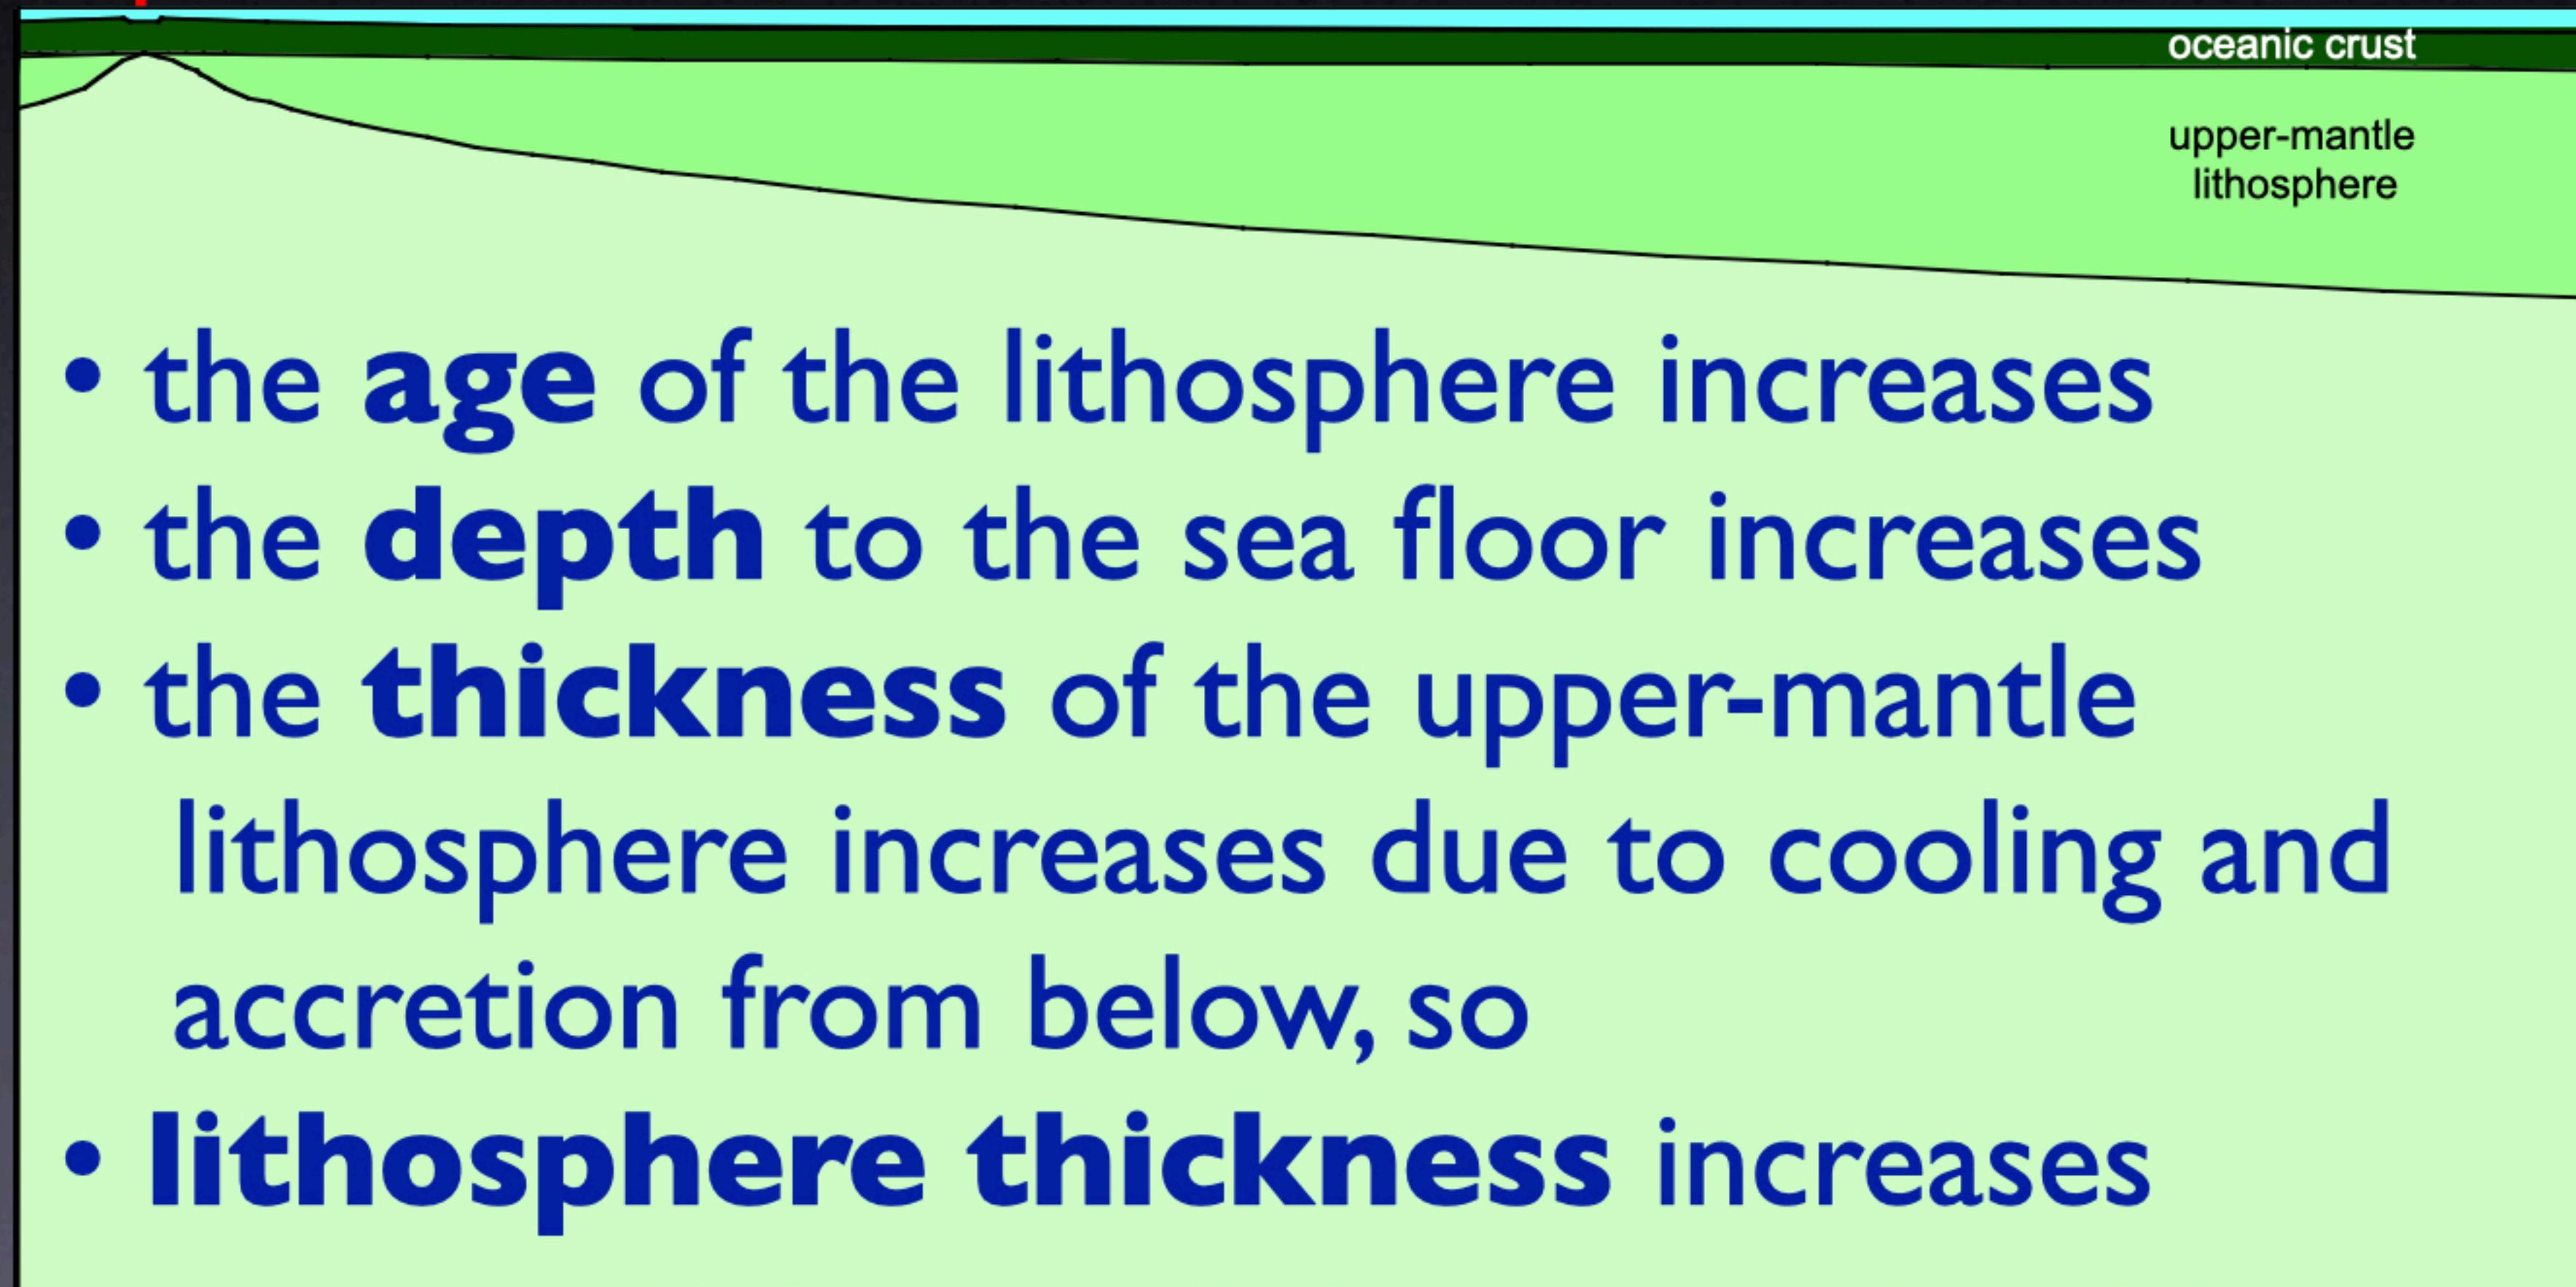 oceanic crust
upper-mantle
lithosphere
• the age of the lithosphere increases
• the depth to the sea floor increases
• the thickness of the upper-mantle
lithosphere increases due to cooling and
accretion from below, so
• lithosphere thickness increases